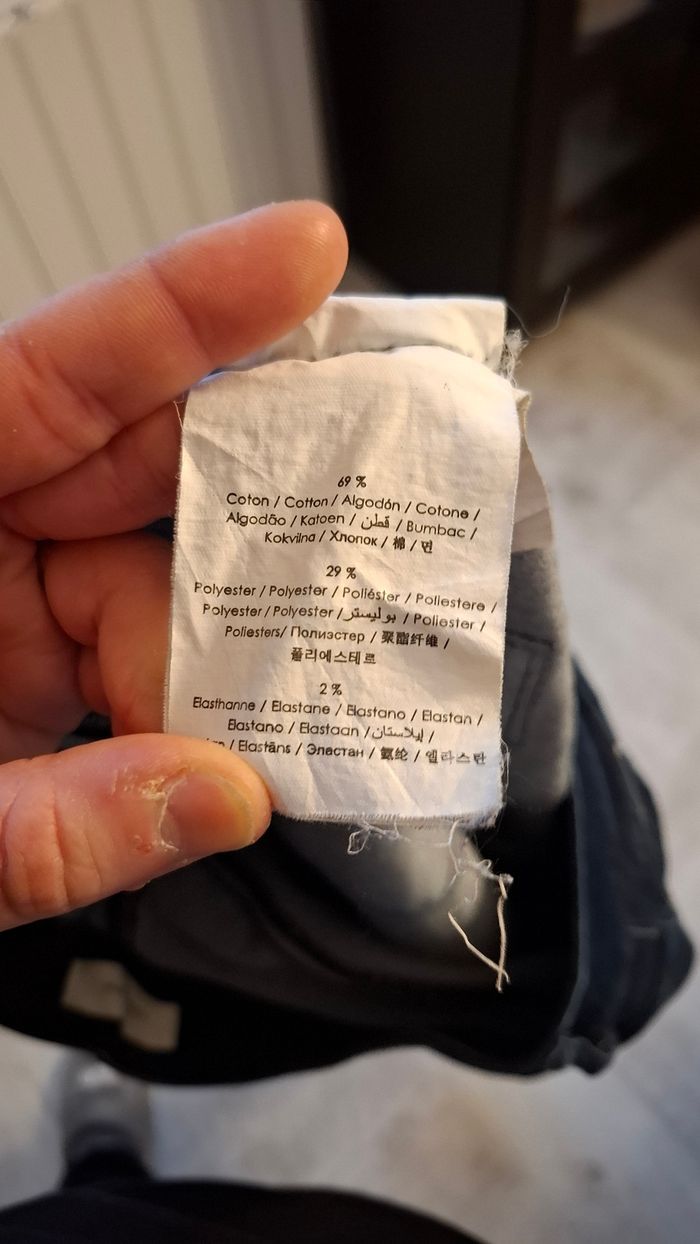 69 %
Coton / Cotton / Algodón / Cotone /
Algodão / Katoen / قطن / Bumbac /
Kokvilna / Хлопок / 棉 / 면
29 %
Polyester / Polyester / Poliéster / Poliestere /
Polyester / Polyester / بوليستر / Poliester /
Poliesters/ Полиэстер / 聚酯纤维 /
폴리에스테르
2 %
Elasthanne / Elastane / Elastano / Elastan /
Elastano / Elastaan / إيلاستان /
/ Elastāns / Эластан / 氨纶 / 엘라스탄